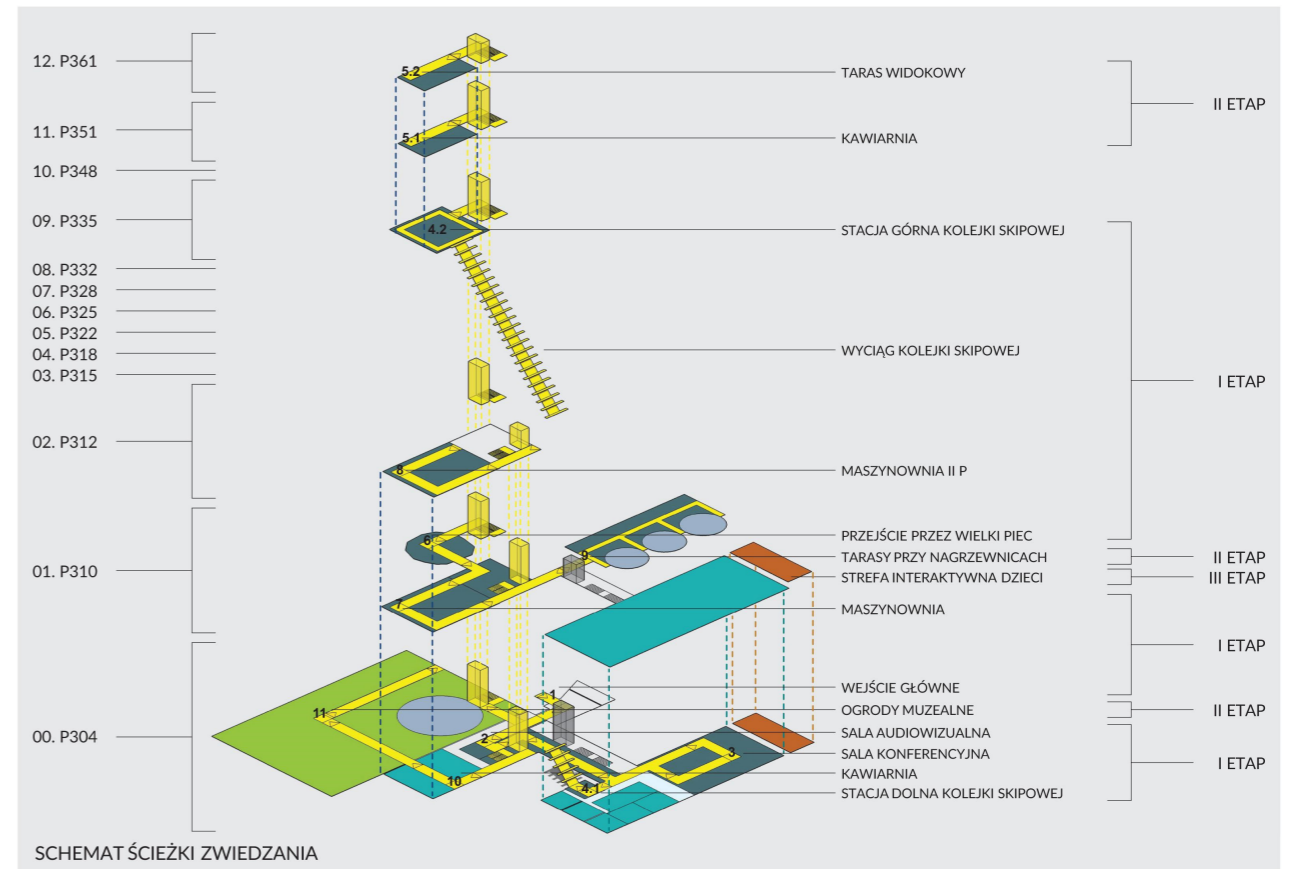 12. P361
11. P351
10. P348
09. P335
08. P332
07. P328
06. P325
05. P322
04. P318
03. P315
02. P312
01. P310
00. P304
5.2
5.1
4.2
8
6
9
7
1
11
2
3
10
4.1
TARAS WIDOKOWY
KAWIARNIA
STACJA GÓRNA KOLEJKI SKIPOWEJ
WYCIĄG KOLEJKI SKIPOWEJ
MASZYNOWNIA II P
PRZEJŚCIE PRZEZ WIELKI PIEC
TARASY PRZY NAGRZEWNICACH
STREFA INTERAKTYWNA DZIECI
MASZYNOWNIA
WEJŚCIE GŁÓWNE
OGRODY MUZEALNE
SALA AUDIOWIZUALNA
SALA KONFERENCYJNA
KAWIARNIA
STACJA DOLNA KOLEJKI SKIPOWEJ
II ETAP
I ETAP
II ETAP
III ETAP
I ETAP
II ETAP
I ETAP
SCHEMAT ŚCIEŻKI ZWIEDZANIA